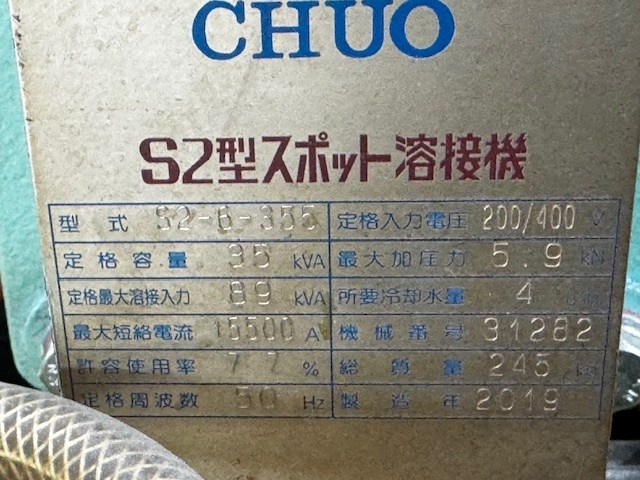 CHUO
S2型スポット溶接機
型式 S2-6-355 定格入力電圧 200/400 V
定格容量 35 kVA 最大加圧力 5.9 kN
定格最大溶接入力 89 kVA 所要冷却水量 4
最大短絡電流 15500 A 機械番号 31282
許容使用率 7.7 % 総質量 245 kg
定格周波数 50 Hz 製造年 2019